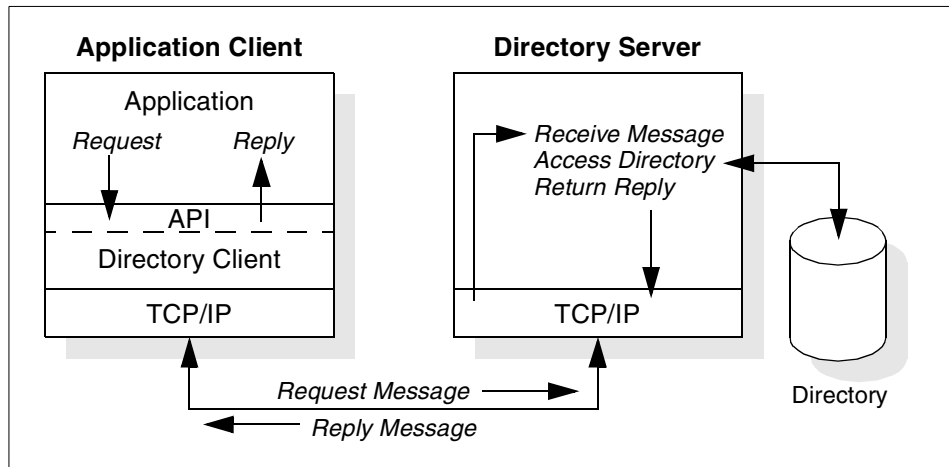 Application Client
Directory Server
Application
Request
Reply
API
Directory Client
TCP/IP
Receive Message
Access Directory
Return Reply
TCP/IP
Directory
Request Message
Reply Message